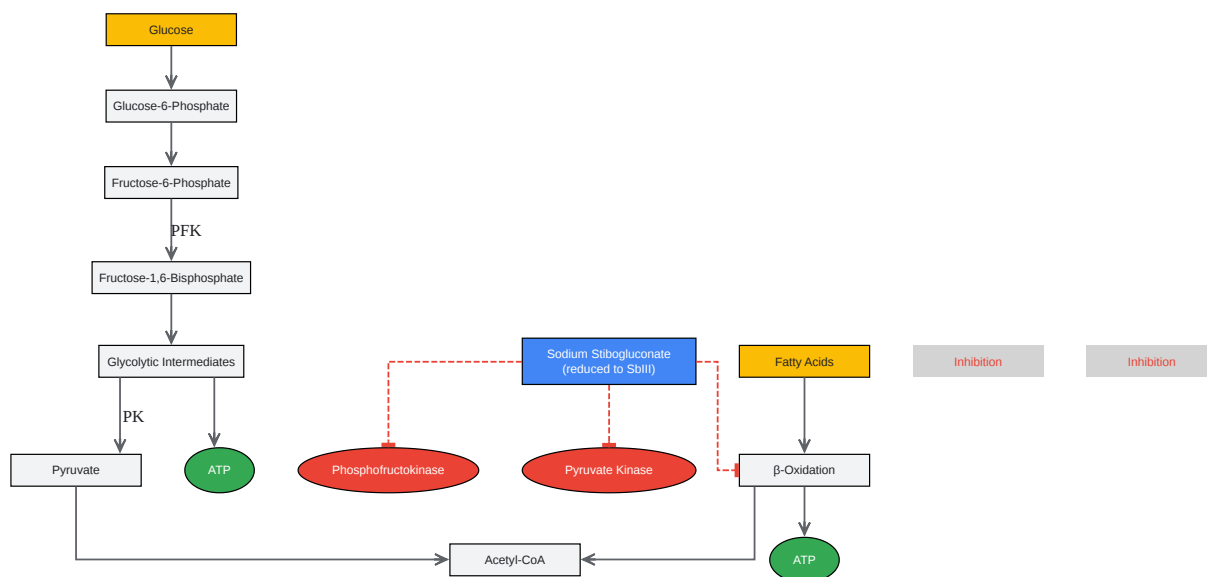 Glucose
Glucose-6-Phosphate
Fructose-6-Phosphate
PFK
Fructose-1,6-Bisphosphate
Glycolytic Intermediates
Sodium Stibogluconate
(reduced to SbIII)
Fatty Acids
Inhibition
Inhibition
PK
Pyruvate
ATP
Phosphofructokinase
Pyruvate Kinase
β-Oxidation
Acetyl-CoA
ATP